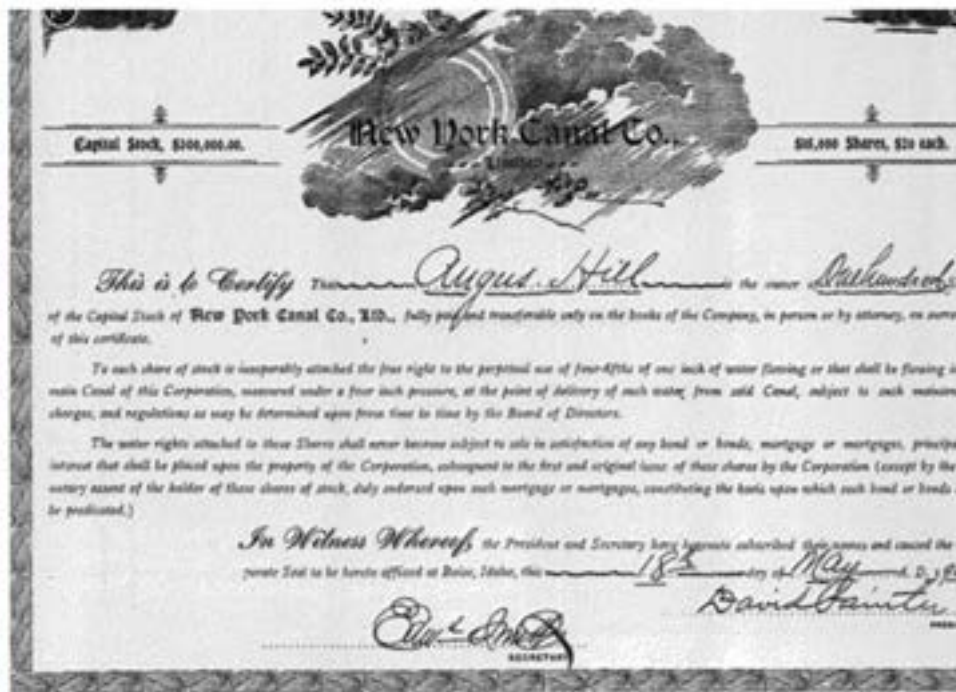 New York Canal Co.,
Limited
Capital Stock, $200,000.00.
Shares, $20 each.
This is to Certify That Angus Hill is the owner One hundred
of the Capital Stock of New York Canal Co., LTD., fully paid and transferable only on the books of the Company, in person or by attorney, on
of this certificate.
To each share of stock is inseparably attached the free right to the perpetual use of four-fifths of one inch of water flowing or that shall be flowing in
main Canal of this Corporation, measured under a four inch pressure, at the point of delivery of such water from said Canal, subject to such
charges, and regulations as may be determined upon from time to time by the Board of Directors.
The water rights attached to these Shares shall never become subject to sale in satisfaction of any bond or bonds, mortgage or mortgages,
interest that shall be placed upon the property of the Corporation, subsequent to the first and original issue of these shares by the Corporation (except by the
untary assent of the holder of these shares of stock, duly endorsed upon such mortgage or mortgages, constituting the basis upon which such bond or bonds
be predicated.)
In Witness Whereof, the President and Secretary have hereunto subscribed their names and caused the
porate Seal to be hereto affixed at Boise, Idaho, this 18th day of May A. D. 
David
SECRETARY